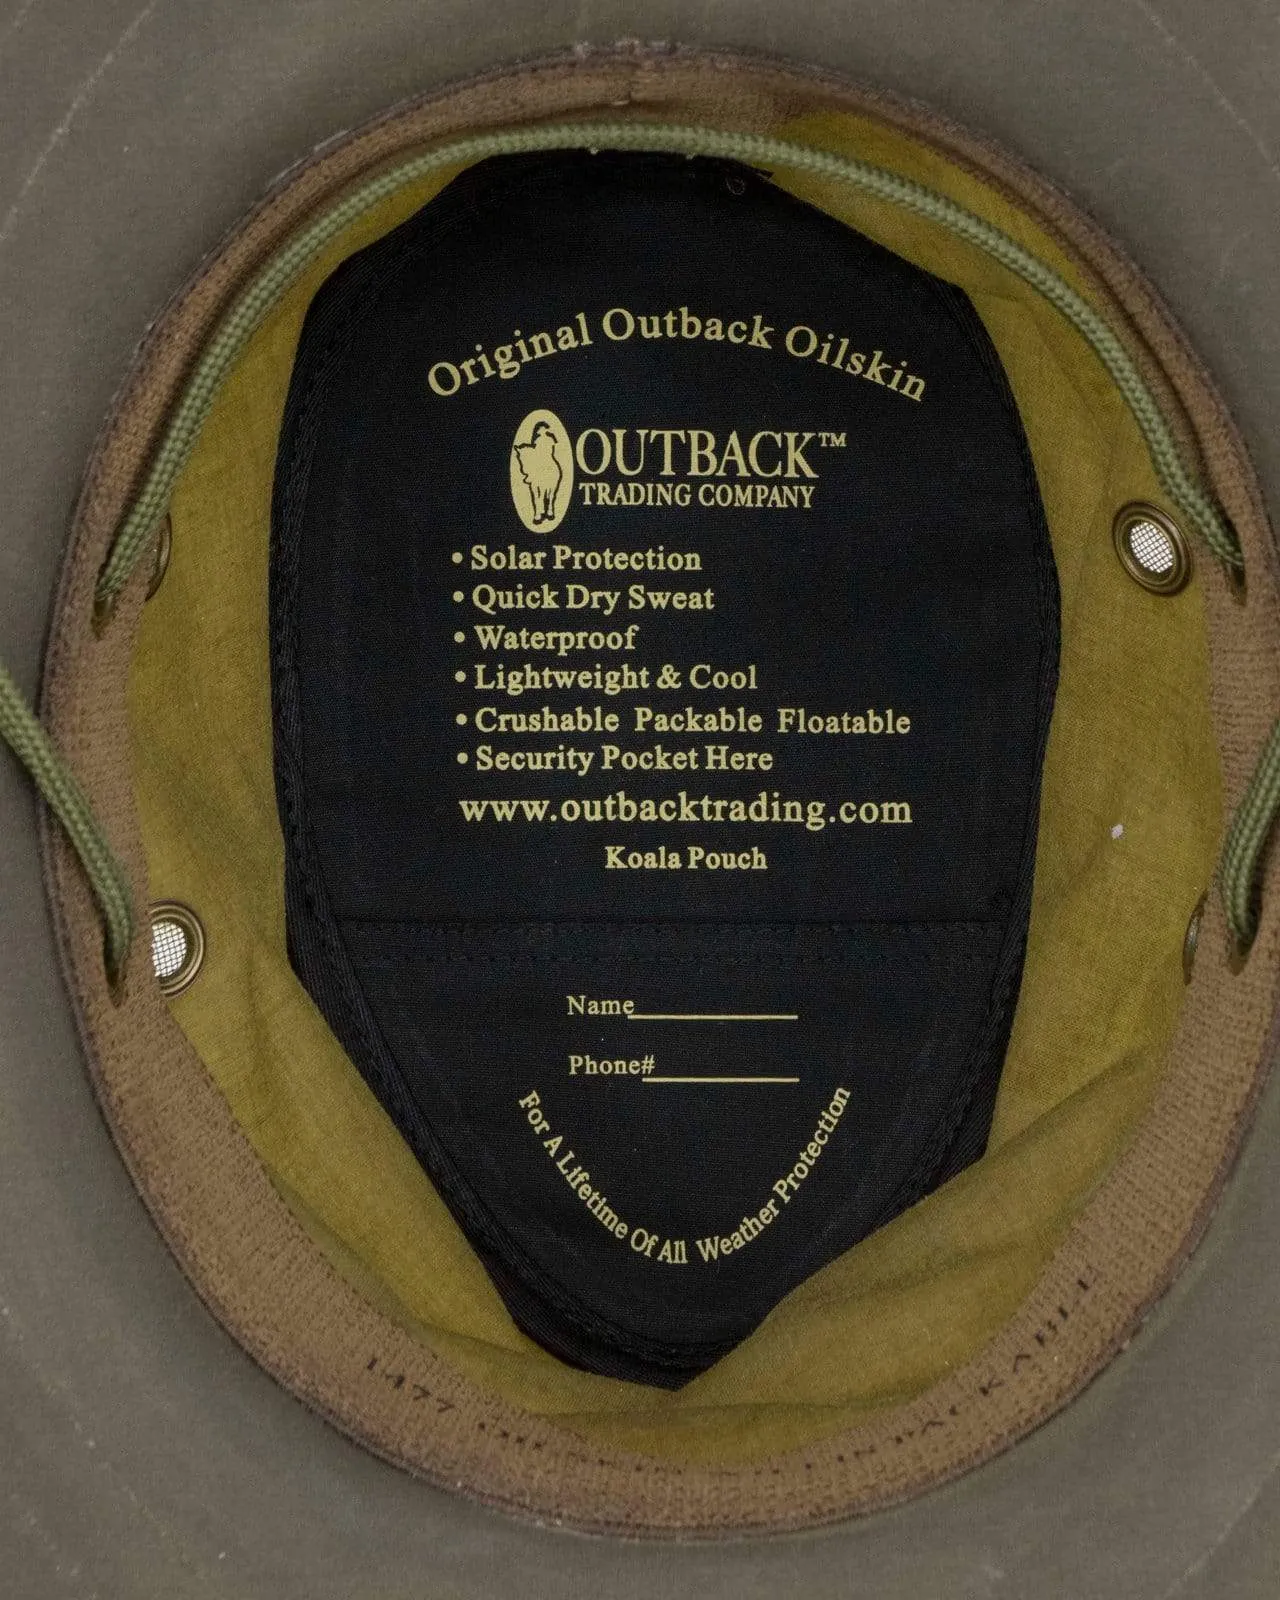 Original Outback Oilskin
OUTBACK™
TRADING COMPANY
• Solar Protection
• Quick Dry Sweat
• Waterproof
• Lightweight & Cool
• Crushable Packable Floatable
• Security Pocket Here
www.outbacktrading.com
Koala Pouch
Name
Phone#
For A Lifetime Of All Weather Protection
1477